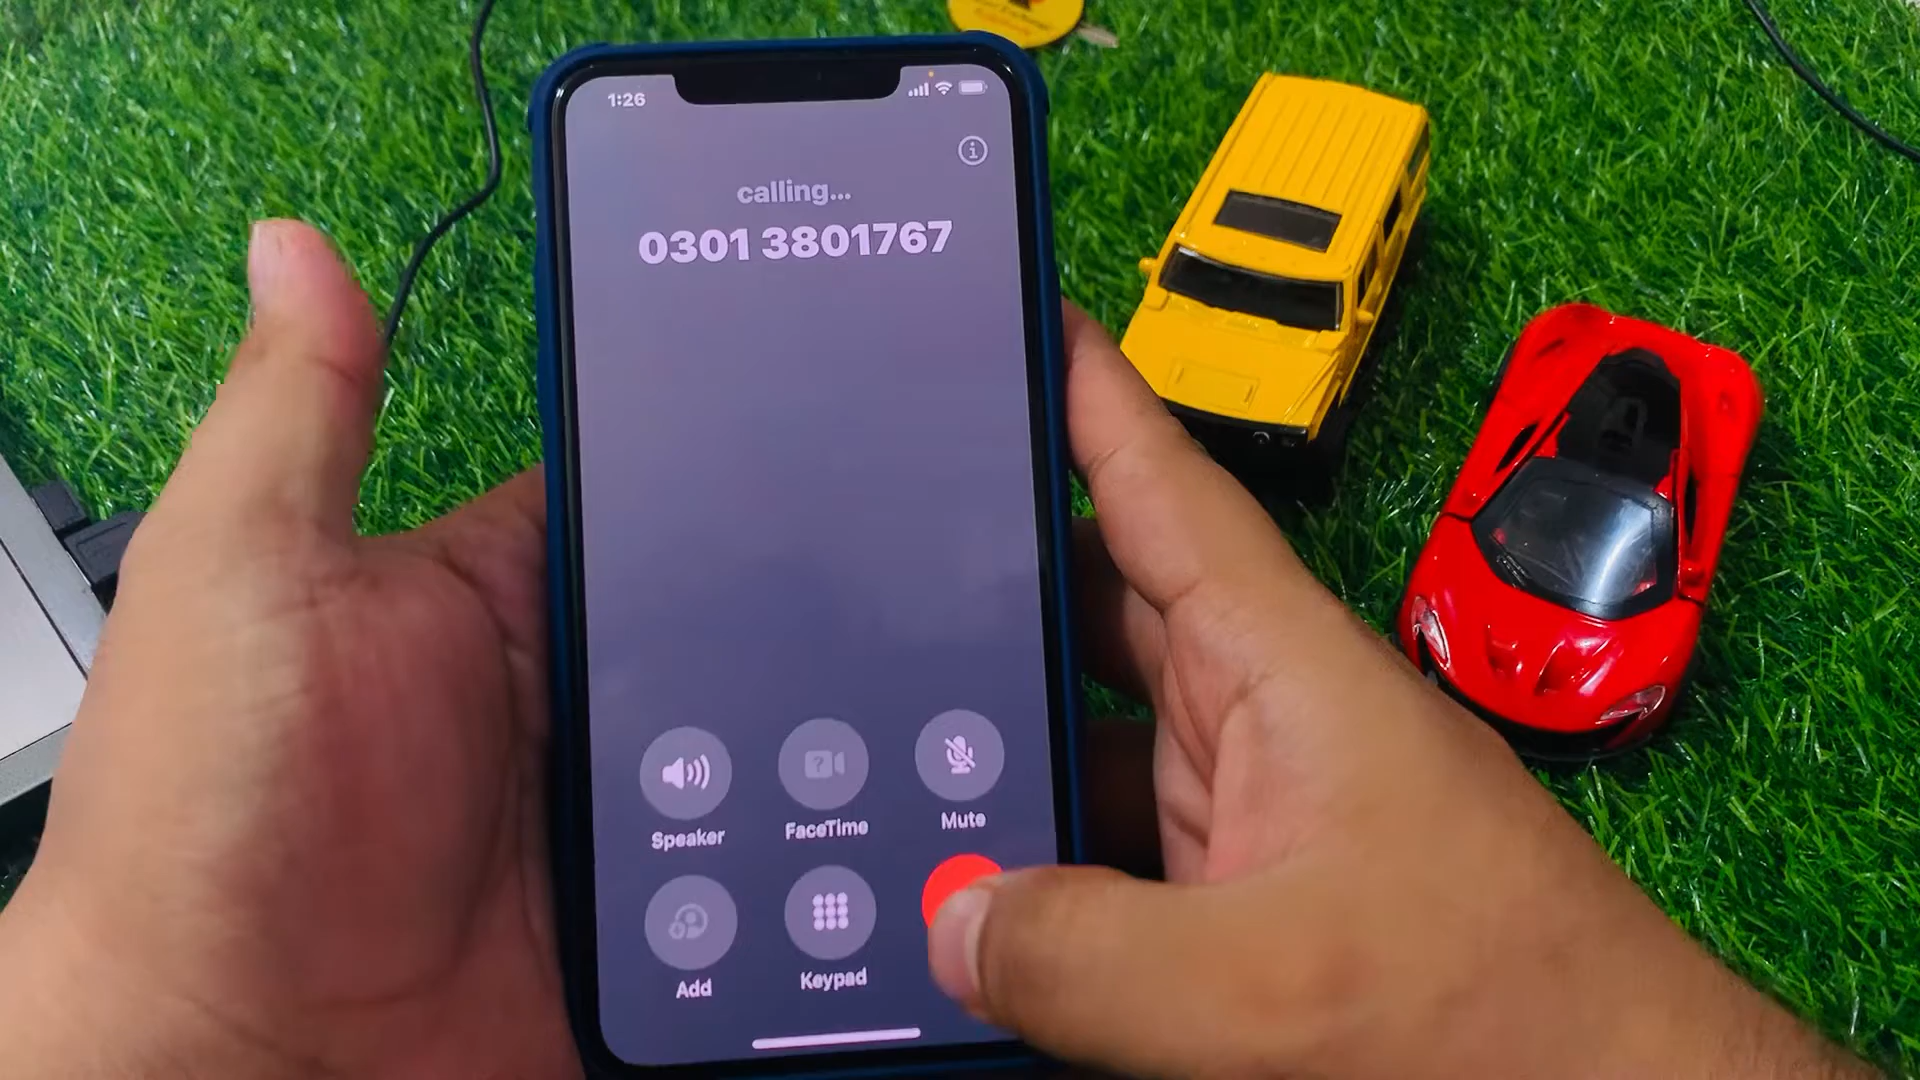 1:26
calling...
0301 3801767
Speaker
FaceTime
Mute
Add
Keypad